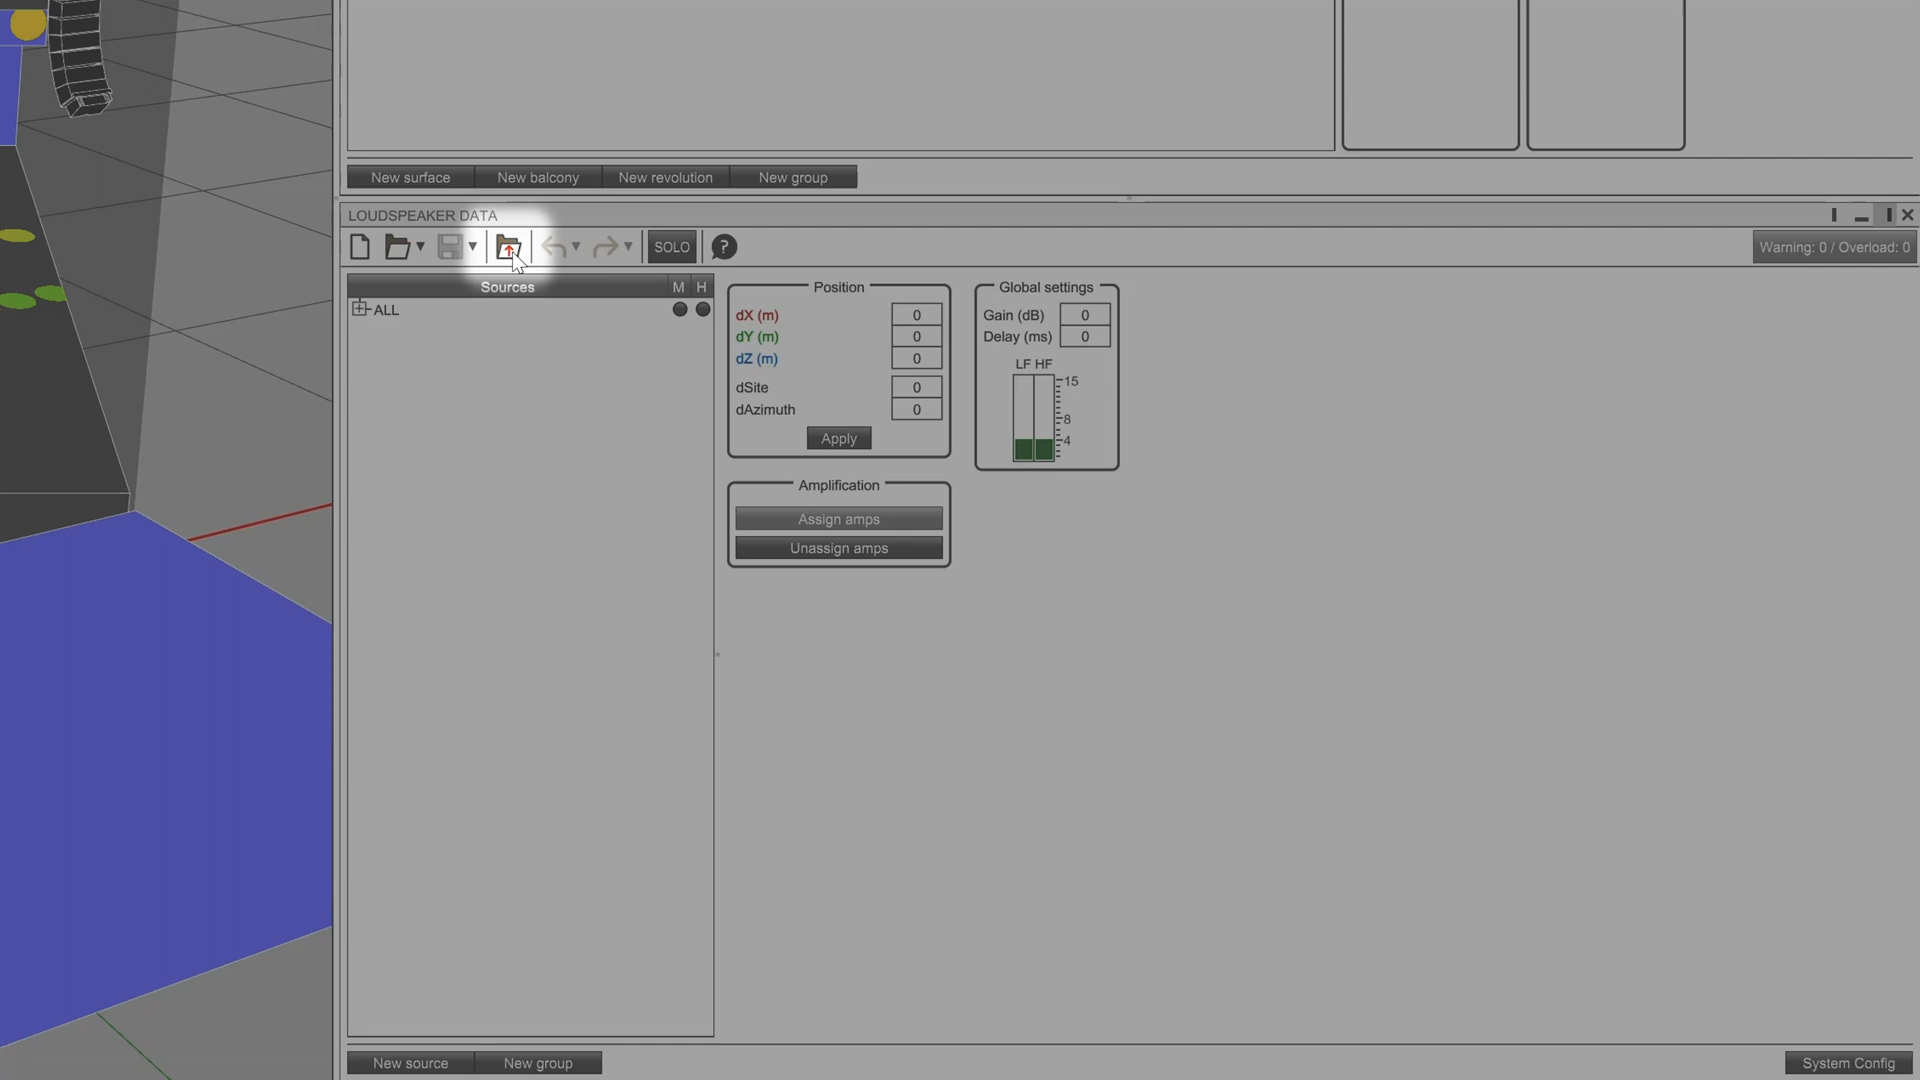 New surface New balcony New revolution New group
LOUDSPEAKER DATA
SOLO ? Warning: 0 / Overload: 0
Sources M H
ALL
Position
dX (m) 0
dY (m) 0
dZ (m) 0
dSite 0
dAzimuth 0
Apply
Global settings
Gain (dB) 0
Delay (ms) 0
LF HF
15
8
4
Amplification
Assign amps
Unassign amps
New source New group System Config